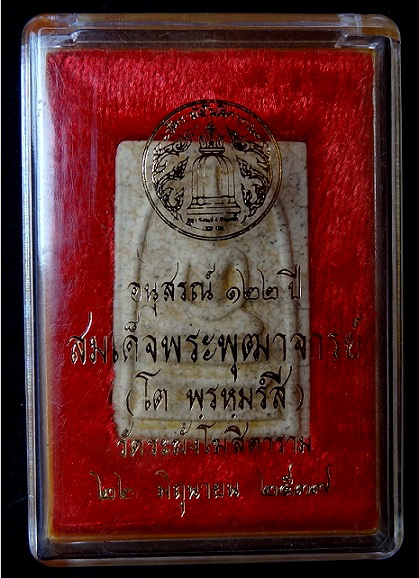 อนุสรณ์ ๑๒๒ ปี
สมเด็จพระพุฒาจารย์
(โต พฺรหฺมรํสี)
วัดระฆังโฆสิตาราม
๒๒ มิถุนายน ๒๕๓๗